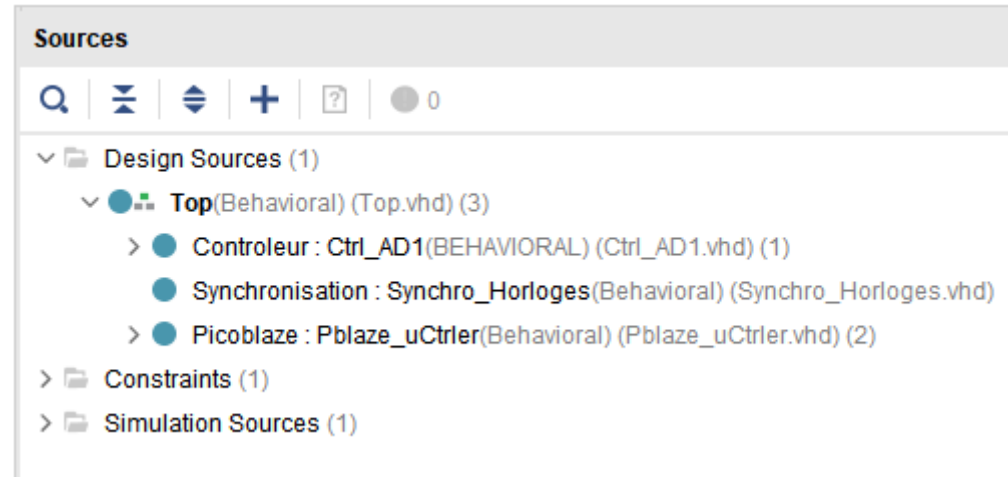 Sources
0
Design Sources (1)
Top(Behavioral) (Top.vhd) (3)
Controleur : Ctrl_AD1(BEHAVIORAL) (Ctrl_AD1.vhd) (1)
Synchronisation : Synchro_Horloges(Behavioral) (Synchro_Horloges.vhd)
Picoblaze : Pblaze_uCtrler(Behavioral) (Pblaze_uCtrler.vhd) (2)
Constraints (1)
Simulation Sources (1)